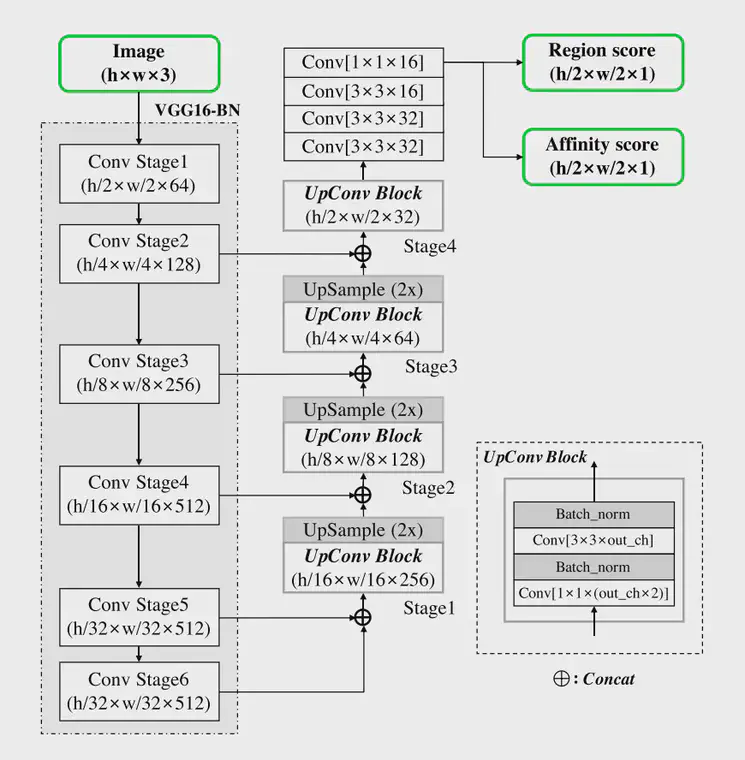 Image
(h×w×3)
VGG16-BN
Conv Stage1
(h/2×w/2×64)
Conv Stage2
(h/4×w/4×128)
Conv Stage3
(h/8×w/8×256)
Conv Stage4
(h/16×w/16×512)
Conv Stage5
(h/32×w/32×512)
Conv Stage6
(h/32×w/32×512)
Conv[1×1×16]
Conv[3×3×16]
Conv[3×3×32]
Conv[3×3×32]
UpConv Block
(h/2×w/2×32)
Stage4
UpSample (2x)
UpConv Block
(h/4×w/4×64)
Stage3
UpSample (2x)
UpConv Block
(h/8×w/8×128)
Stage2
UpSample (2x)
UpConv Block
(h/16×w/16×256)
Stage1
Region score
(h/2×w/2×1)
Affinity score
(h/2×w/2×1)
UpConv Block
Batch_norm
Conv[3×3×out_ch]
Batch_norm
Conv[1×1×(out_ch×2)]
⊕: Concat